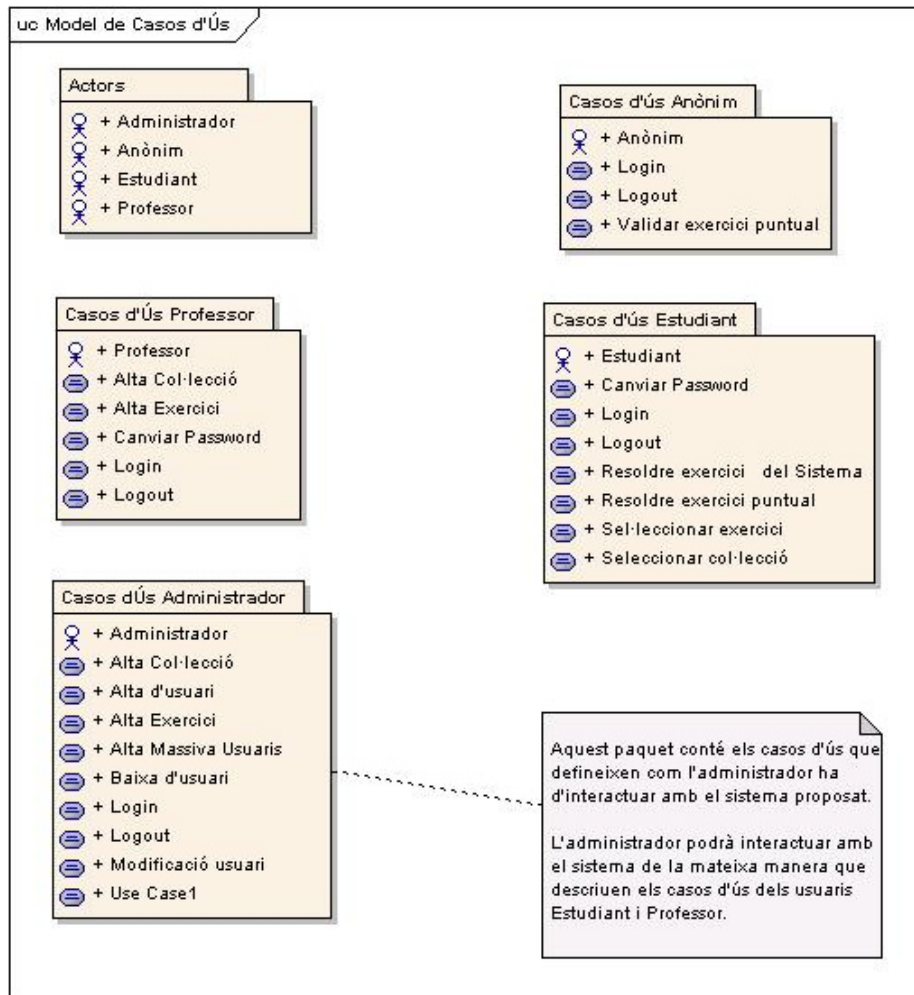 uc Model de Casos d'Ús
Actors
+ Administrador
+ Anònim
+ Estudiant
+ Professor
Casos d'ús Anònim
+ Anònim
+ Login
+ Logout
+ Validar exercici puntual
Casos d'Ús Professor
+ Professor
+ Alta Col·lecció
+ Alta Exercici
+ Canviar Password
+ Login
+ Logout
Casos d'ús Estudiant
+ Estudiant
+ Canviar Password
+ Login
+ Logout
+ Resoldre exercici del Sistema
+ Resoldre exercici puntual
+ Sel·leccionar exercici
+ Seleccionar col·lecció
Casos dÚs Administrador
+ Administrador
+ Alta Col·lecció
+ Alta d'usuari
+ Alta Exercici
+ Alta Massiva Usuaris
+ Baixa d'usuari
+ Login
+ Logout
+ Modificació usuari
+ Use Case1
Aquest paquet conté els casos d'ús que
defineixen com l'administrador ha
d'interactuar amb el sistema proposat.
L'administrador podrà interactuar amb
el sistema de la mateixa manera que
descriuen els casos d'ús dels usuaris
Estudiant i Professor.